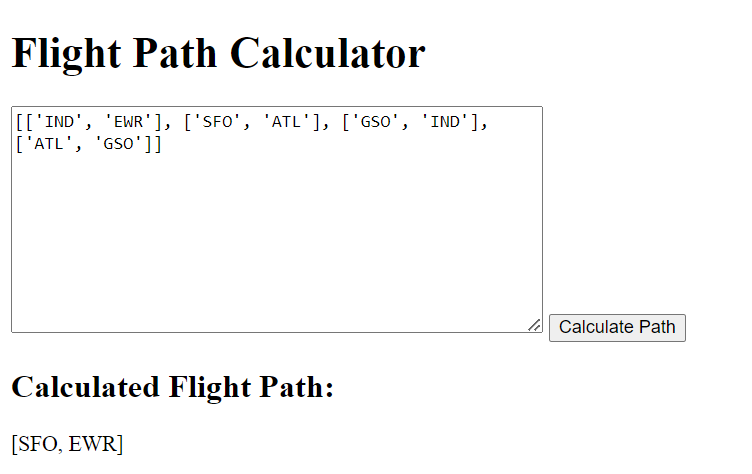 Flight Path Calculator
[['IND', 'EWR'], ['SFO', 'ATL'], ['GSO', 'IND'],
['ATL', 'GSO']]
Calculate Path
Calculated Flight Path:
[SFO, EWR]